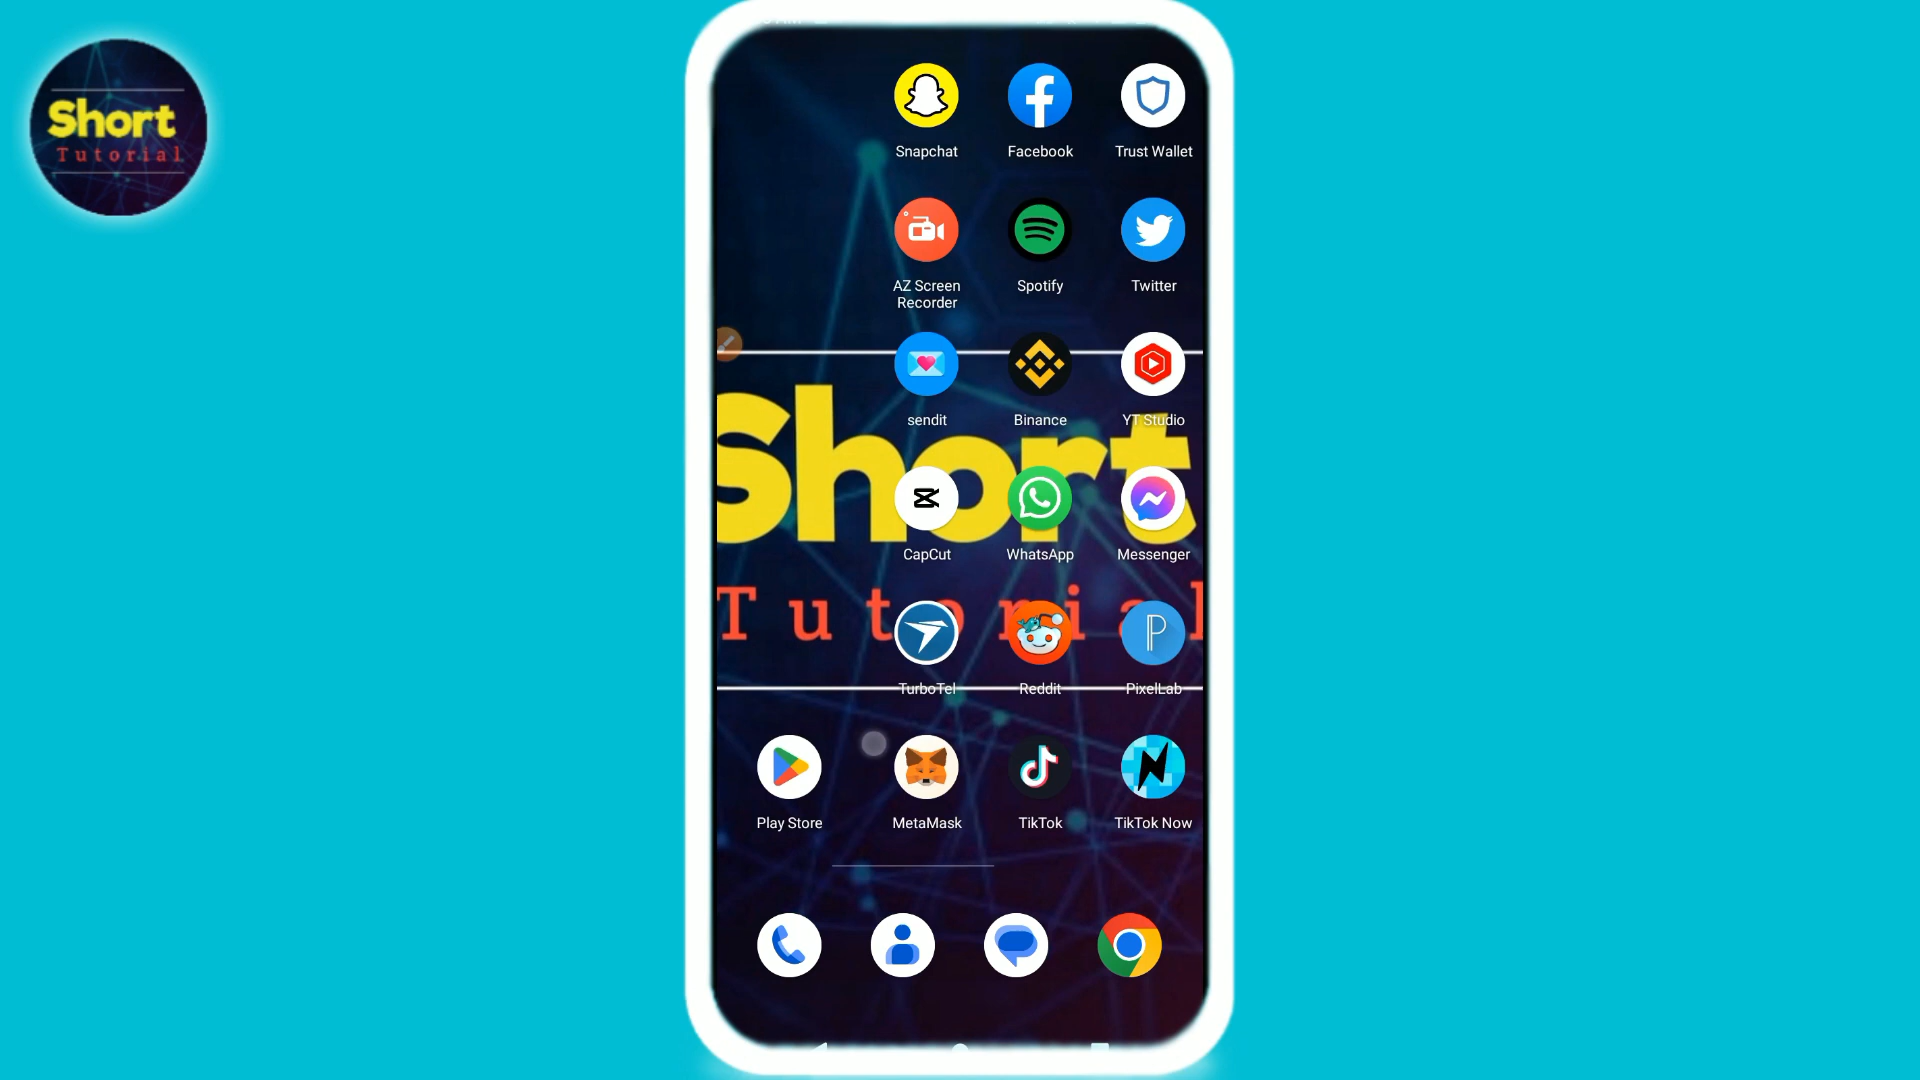 Short
Tutorial
Snapchat
Facebook
Trust Wallet
AZ Screen
Recorder
Spotify
Twitter
sendit
Binance
YT Studio
Short
CapCut
WhatsApp
Messenger
Tutorial
TurboTel
Reddit
PixelLab
Play Store
MetaMask
TikTok
TikTok Now